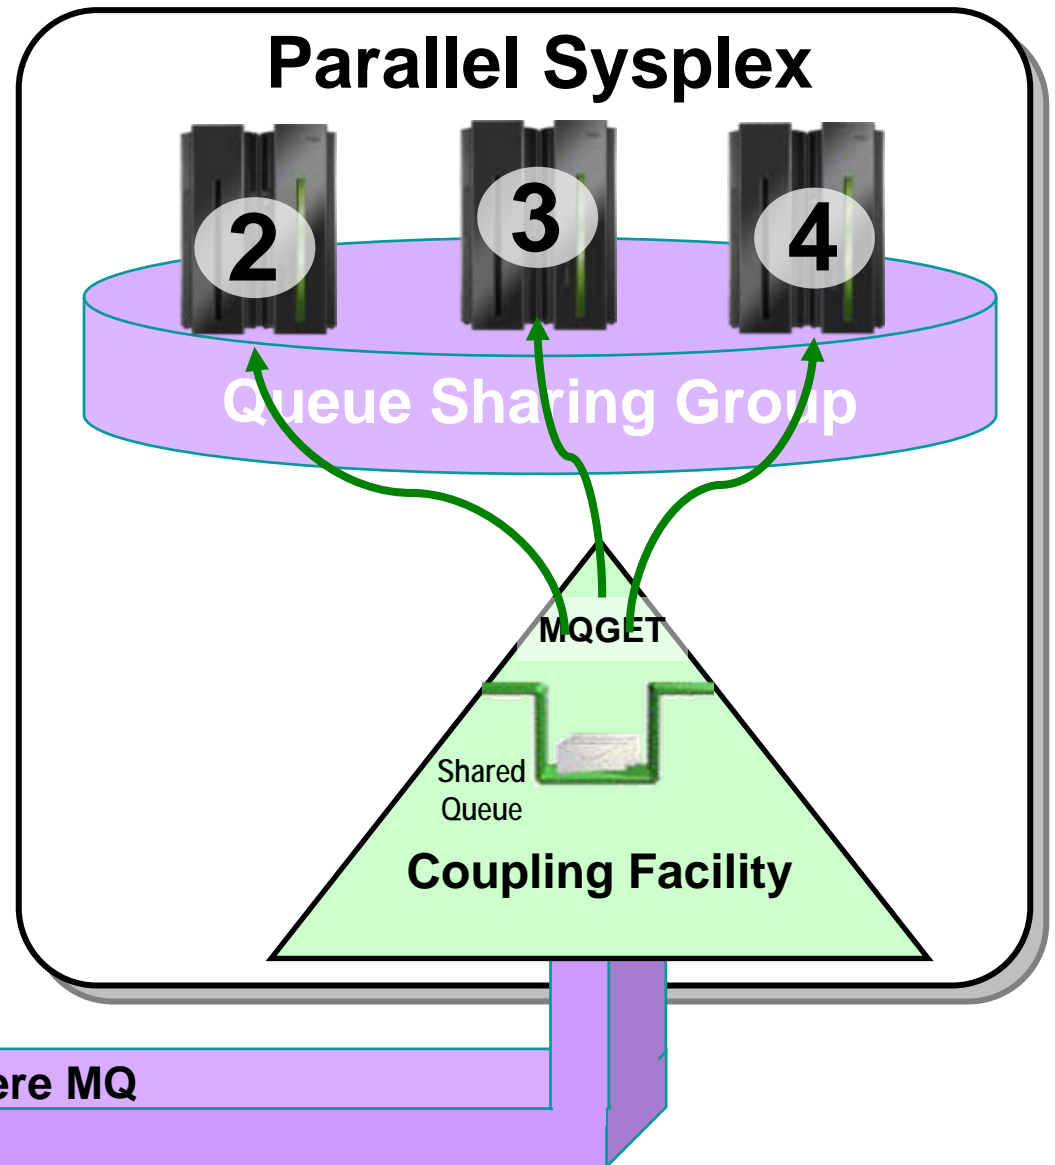 Parallel Sysplex
2
3
4
Queue Sharing Group
MQGET
Shared
Queue
Coupling Facility
ere MQ